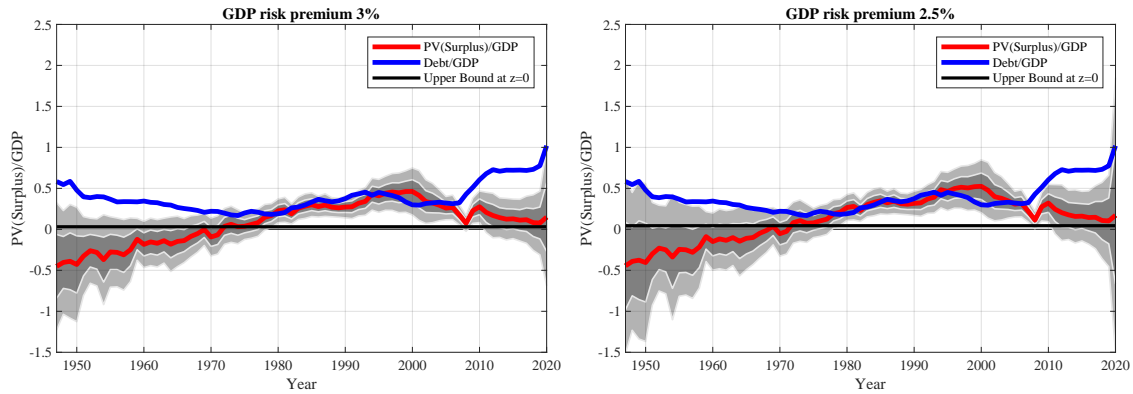 GDP risk premium 3%
2.5
2
1.5
1
0.5
0
-0.5
-1
-1.5
PV(Surplus)/GDP
PV(Surplus)/GDP
Debt/GDP
Upper Bound at z=0
1950 1960 1970 1980 1990 2000 2010 2020
Year
GDP risk premium 2.5%
2.5
2
1.5
1
0.5
0
-0.5
-1
-1.5
PV(Surplus)/GDP
PV(Surplus)/GDP
Debt/GDP
Upper Bound at z=0
1950 1960 1970 1980 1990 2000 2010 2020
Year